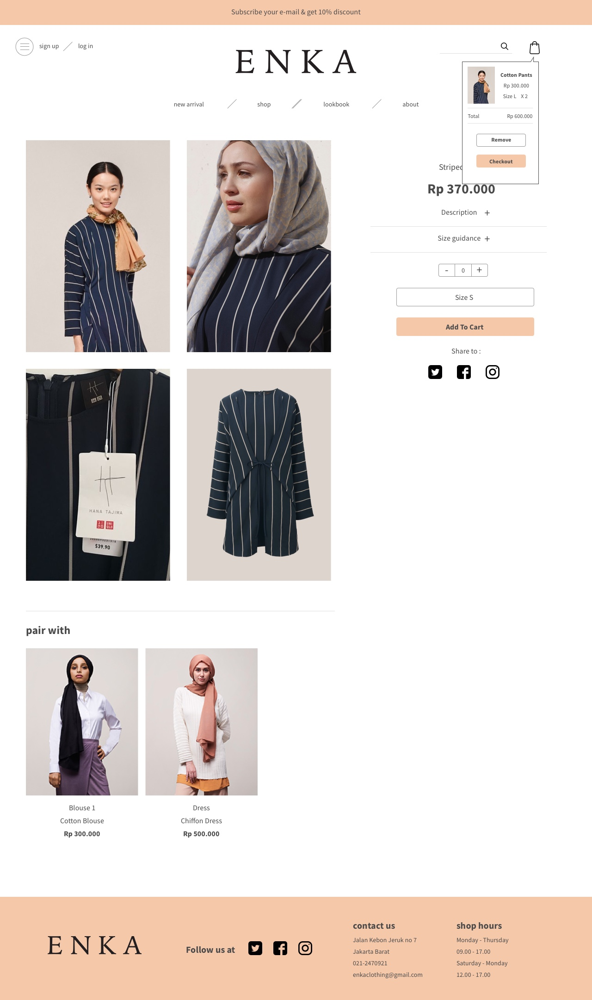 Subscribe your e-mail & get 10% discount
sign up
log in
ENKA
new arrival
shop
lookbook
about
Cotton Pants
Rp 300.000
Size L X 2
Total Rp 600.000
Remove
Checkout
Striped
Rp 370.000
Description +
Size guidance +
- 0 +
Size S
Add To Cart
Share to :
HANA TAJIMA
ユニ
クロ
UNI
QLO
$39.90
pair with
Blouse 1
Cotton Blouse
Rp 300.000
Dress
Chiffon Dress
Rp 500.000
ENKA
Follow us at
contact us
Jalan Kebon Jeruk no 7
Jakarta Barat
021-2470921
enkaclothing@gmail.com
shop hours
Monday - Thursday
09.00 - 17.00
Saturday - Monday
12.00 - 17.00